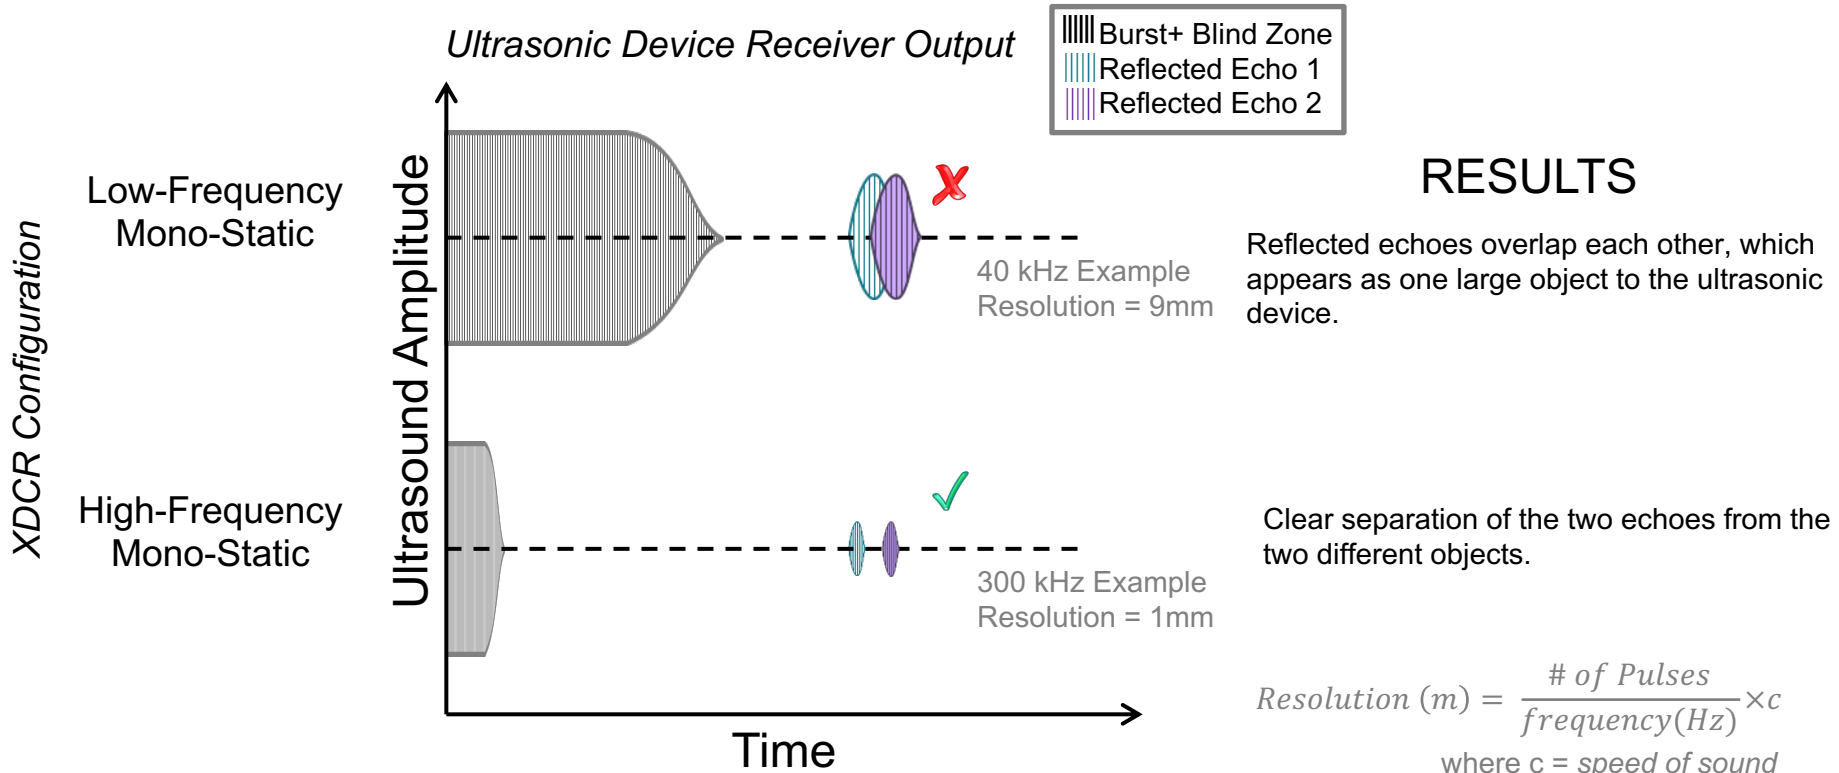 Ultrasonic Device Receiver Output
Burst+ Blind Zone
Reflected Echo 1
Reflected Echo 2
XDCR Configuration
Ultrasound Amplitude
Low-Frequency
Mono-Static
40 kHz Example
Resolution = 9mm
RESULTS
Reflected echoes overlap each other, which
appears as one large object to the ultrasonic
device.
High-Frequency
Mono-Static
300 kHz Example
Resolution = 1mm
Clear separation of the two echoes from the
two different objects.
Time
Resolution (m) = # of Pulses / frequency(Hz) ×c
where c = speed of sound